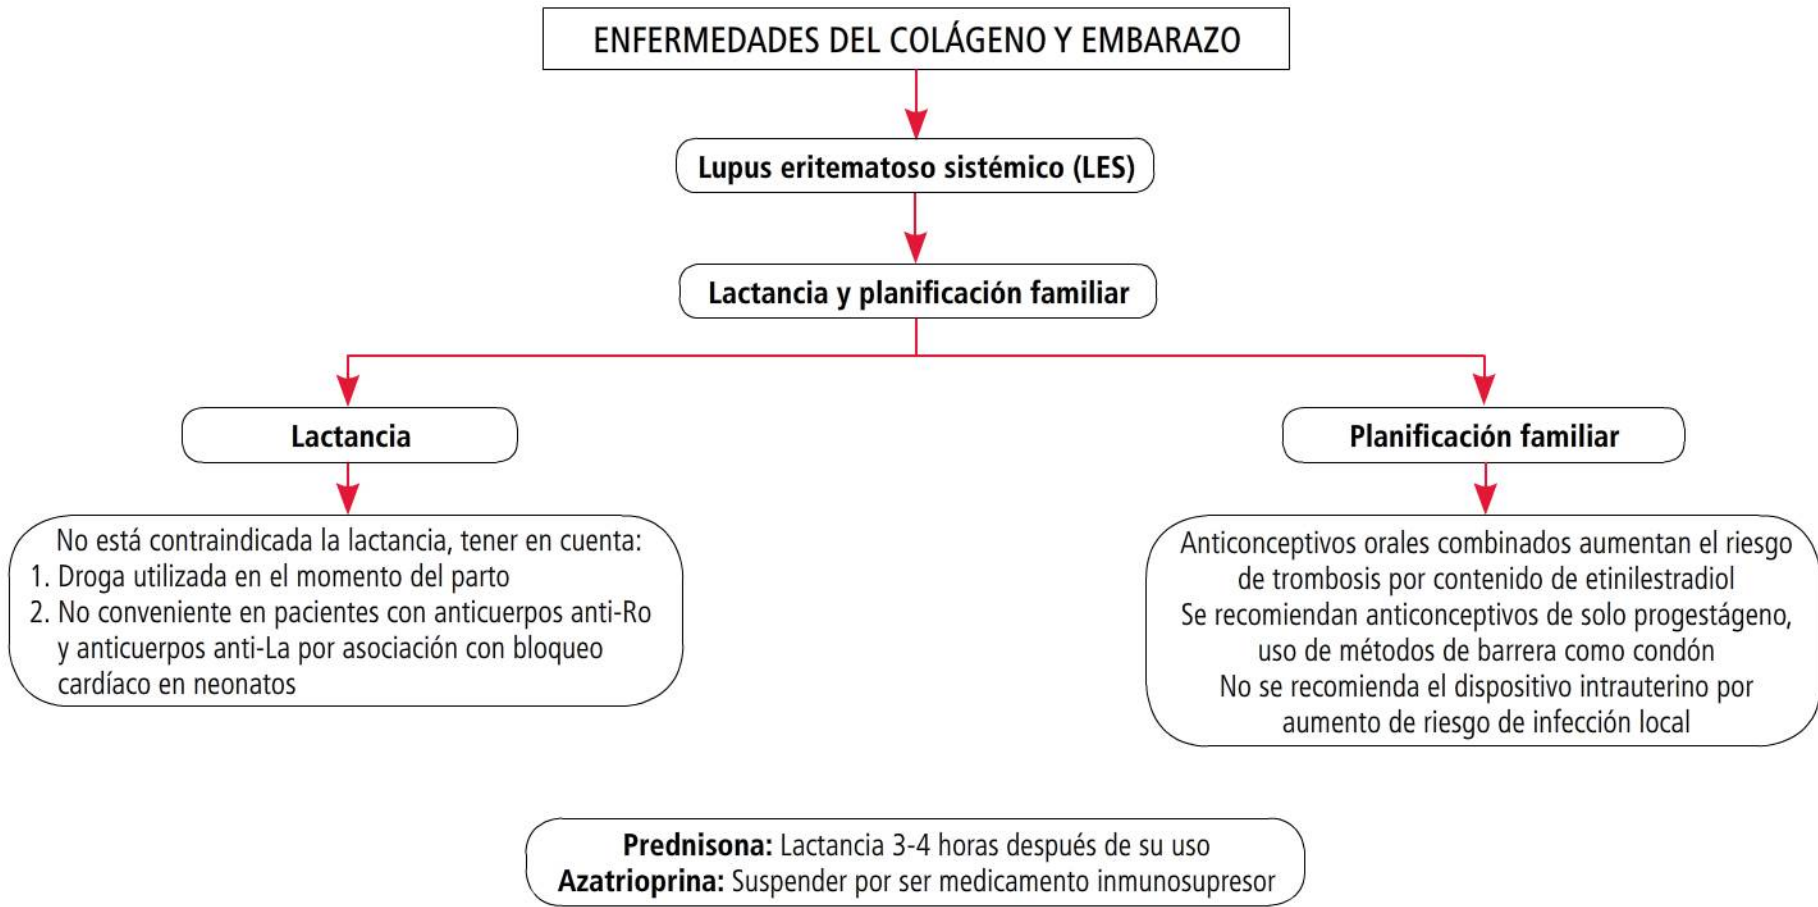 ENFERMEDADES DEL COLÁGENO Y EMBARAZO
Lupus eritematoso sistémico (LES)
Lactancia y planificación familiar
Lactancia
No está contraindicada la lactancia, tener en cuenta:
1. Droga utilizada en el momento del parto
2. No conveniente en pacientes con anticuerpos anti-Ro
y anticuerpos anti-La por asociación con bloqueo
cardíaco en neonatos
Planificación familiar
Anticonceptivos orales combinados aumentan el riesgo
de trombosis por contenido de etinilestradiol
Se recomiendan anticonceptivos de solo progestágeno,
uso de métodos de barrera como condón
No se recomienda el dispositivo intrauterino por
aumento de riesgo de infección local
Prednisona: Lactancia 3-4 horas después de su uso
Azatrioprina: Suspender por ser medicamento inmunosupresor